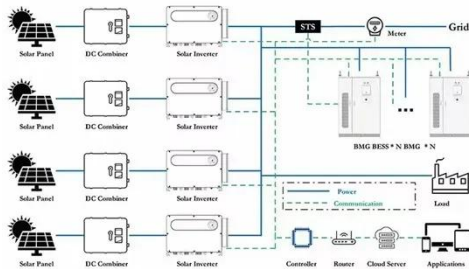 STS
Meter
Grid
Solar Panel DC Combiner Solar Inverter
Solar Panel DC Combiner Solar Inverter
BMG BESS * N BMG * N
Solar Panel DC Combiner Solar Inverter
Power
Communication
Load
Solar Panel DC Combiner Solar Inverter
Controller Router Cloud Server Applications